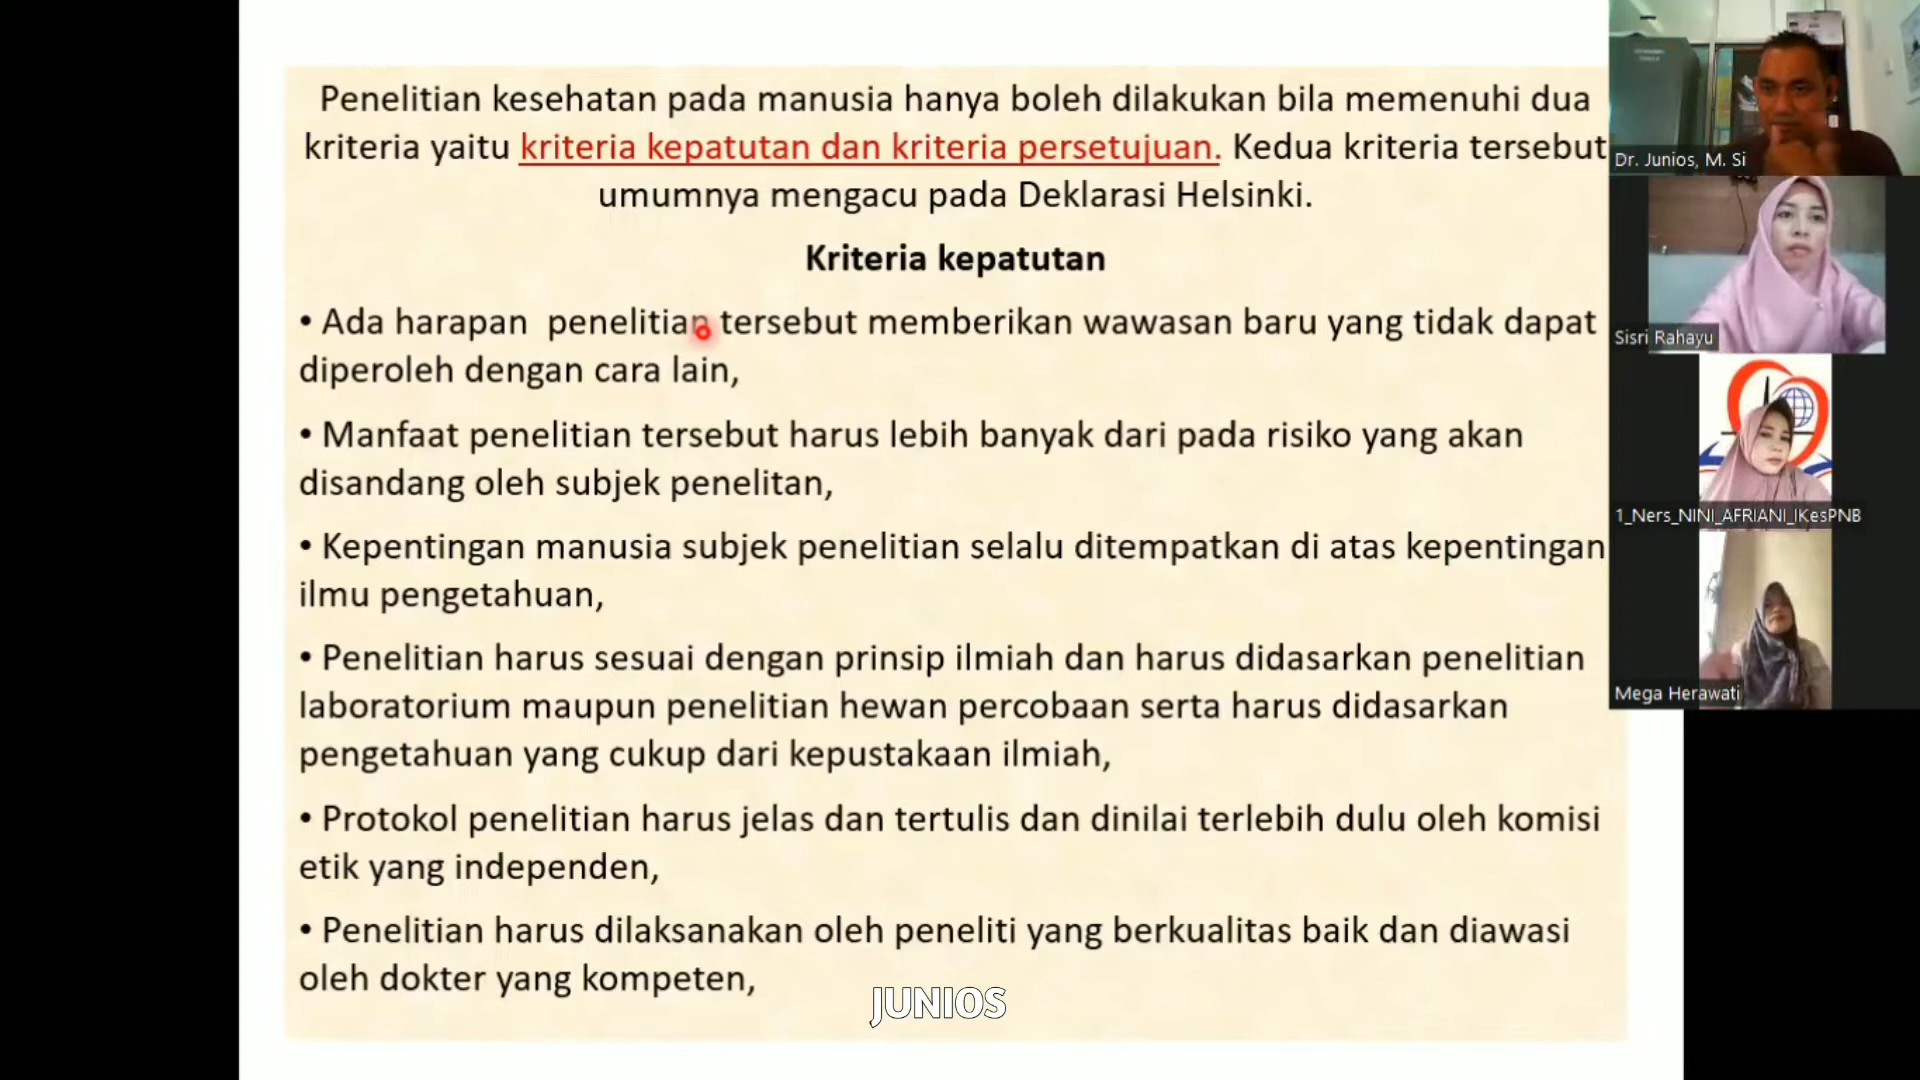 Penelitian kesehatan pada manusia hanya boleh dilakukan bila memenuhi dua
kriteria yaitu kriteria kepatutan dan kriteria persetujuan. Kedua kriteria tersebut
umumnya mengacu pada Deklarasi Helsinki.
Kriteria kepatutan
• Ada harapan penelitian tersebut memberikan wawasan baru yang tidak dapat
diperoleh dengan cara lain,
• Manfaat penelitian tersebut harus lebih banyak dari pada risiko yang akan
disandang oleh subjek penelitan,
• Kepentingan manusia subjek penelitian selalu ditempatkan di atas kepentingan
ilmu pengetahuan,
• Penelitian harus sesuai dengan prinsip ilmiah dan harus didasarkan penelitian
laboratorium maupun penelitian hewan percobaan serta harus didasarkan
pengetahuan yang cukup dari kepustakaan ilmiah,
• Protokol penelitian harus jelas dan tertulis dan dinilai terlebih dulu oleh komisi
etik yang independen,
• Penelitian harus dilaksanakan oleh peneliti yang berkualitas baik dan diawasi
oleh dokter yang kompeten,
JUNIOS
Dr. Junios, M. Si
Sisri Rahayu
1_Ners_NINI_AFRIANI_IKesPNB
Mega Herawati